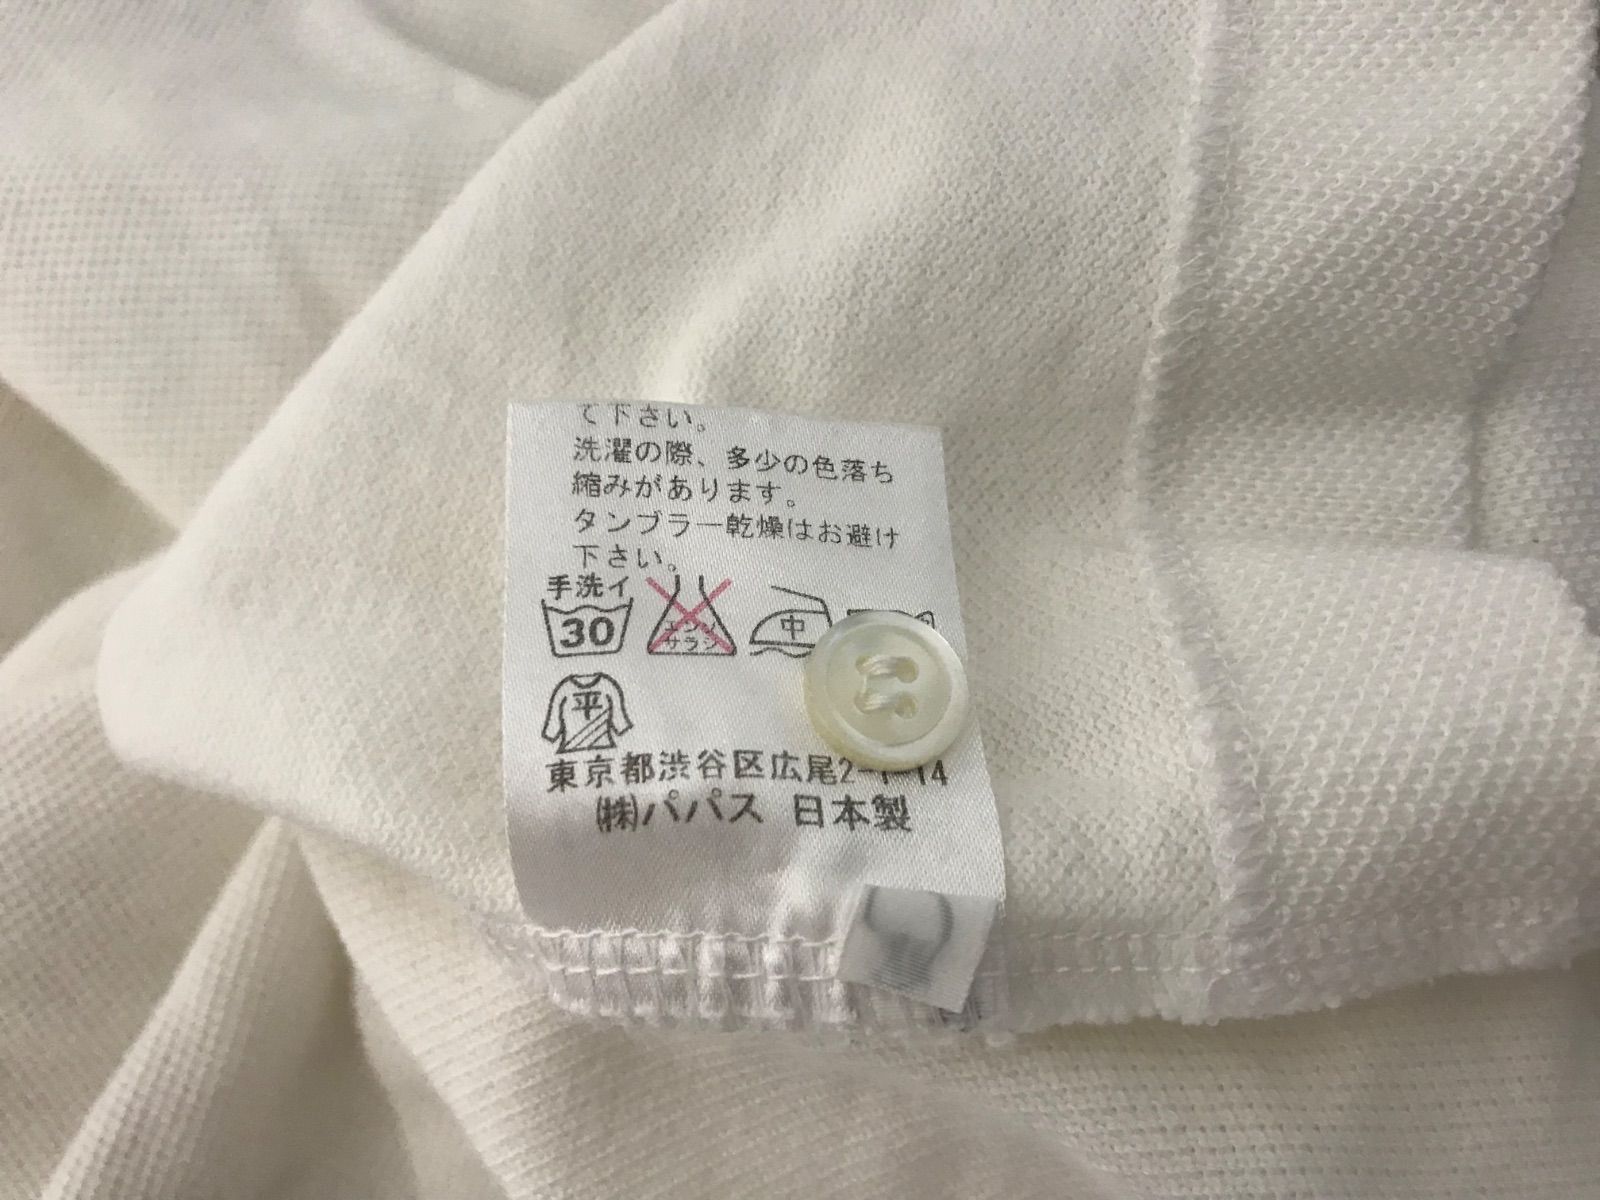 て下さい。
洗濯の際、多少の色落ち
縮みがあります。
タンブラー乾燥はお避け
下さい。
手洗イ
30
エンソ
サラシ
中
平
東京都渋谷区広尾2-1-14
㈱パパス 日本製